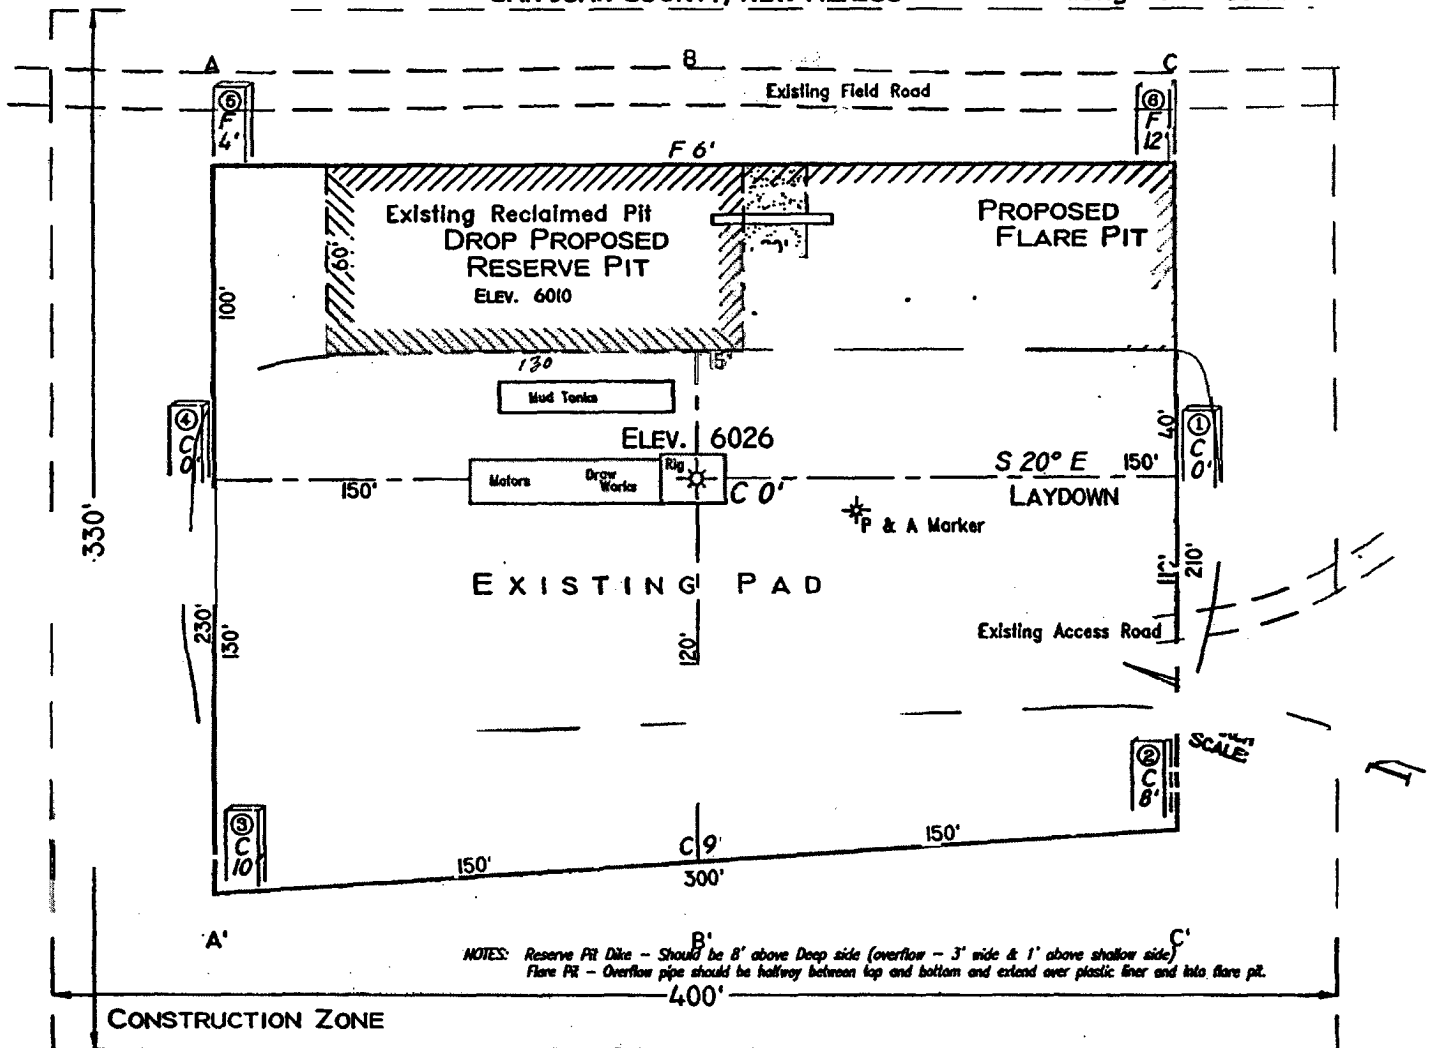 A
B
C
Existing Field Road
⑤
F
4'
⑥
F
12'
F 6'
Existing Reclaimed Pit
DROP PROPOSED
RESERVE PIT
ELEV. 6010
60'
PROPOSED
FLARE PIT
100'
130
15'
Mud Tanks
④
C
0'
40'
①
C
0'
ELEV. 6026
Rig
Motors
Draw
Works
C 0'
150'
S 20° E
150'
LAYDOWN
P & A Marker
330'
EXISTING PAD
210'
230'
130'
120'
Existing Access Road
SCALE:
②
C
8'
③
C
10'
C 9'
150'
150'
300'
A'
B'
C'
NOTES: Reserve Pit Dike - Should be 8' above Deep side (overflow - 3' wide & 1' above shallow side)
Flare Pit - Overflow pipe should be halfway between top and bottom and extend over plastic liner and into flare pit.
400'
CONSTRUCTION ZONE